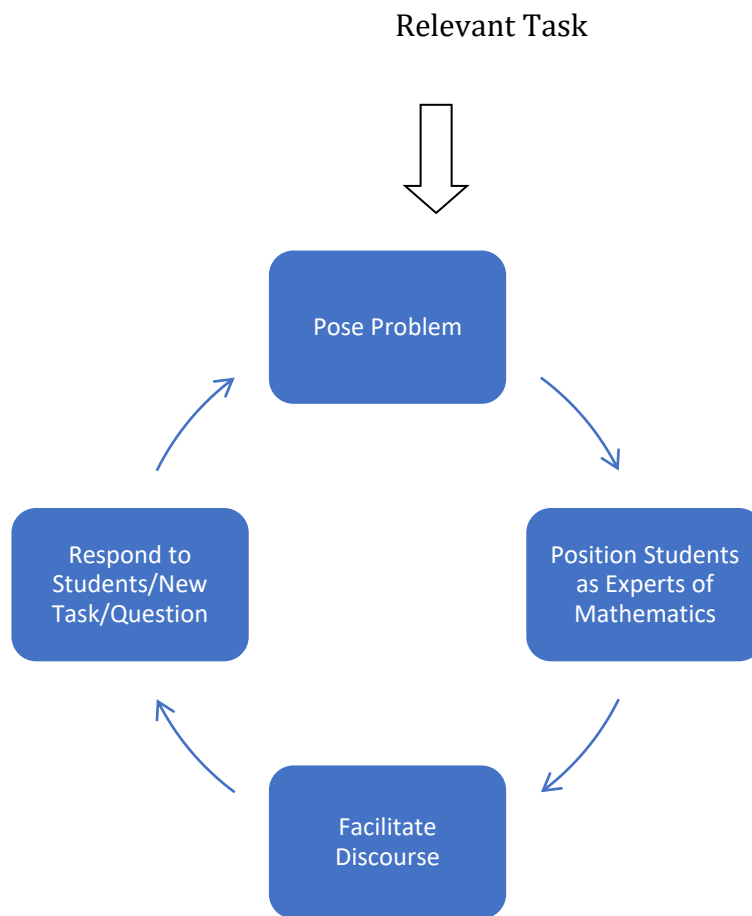 Relevant Task
Pose Problem
Position Students
as Experts of
Mathematics
Facilitate
Discourse
Respond to
Students/New
Task/Question